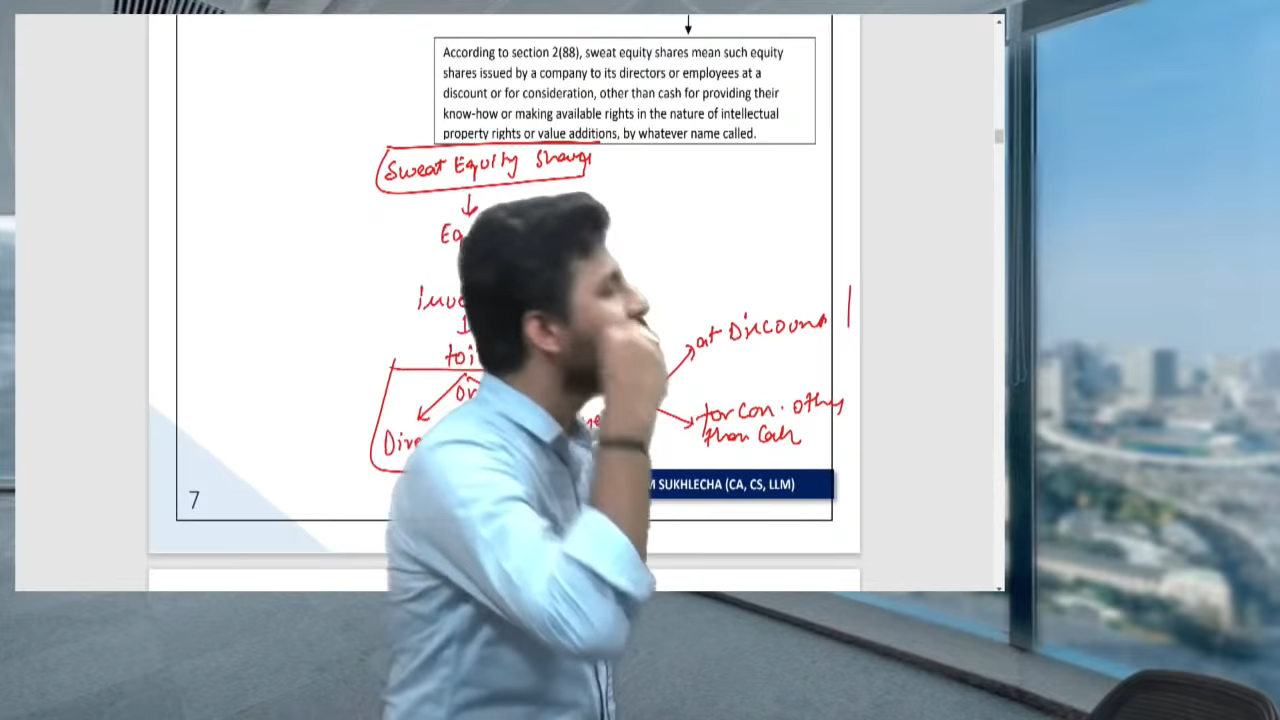 According to section 2(88), sweat equity shares mean such equity
shares issued by a company to its directors or employees at a
discount or for consideration, other than cash for providing their
know-how or making available rights in the nature of intellectual
property rights or value additions, by whatever name called.
Sweat Equity Shares
at Discount
or
for Con. other
than Cash
7
SUKHLECHA (CA, CS, LLM)